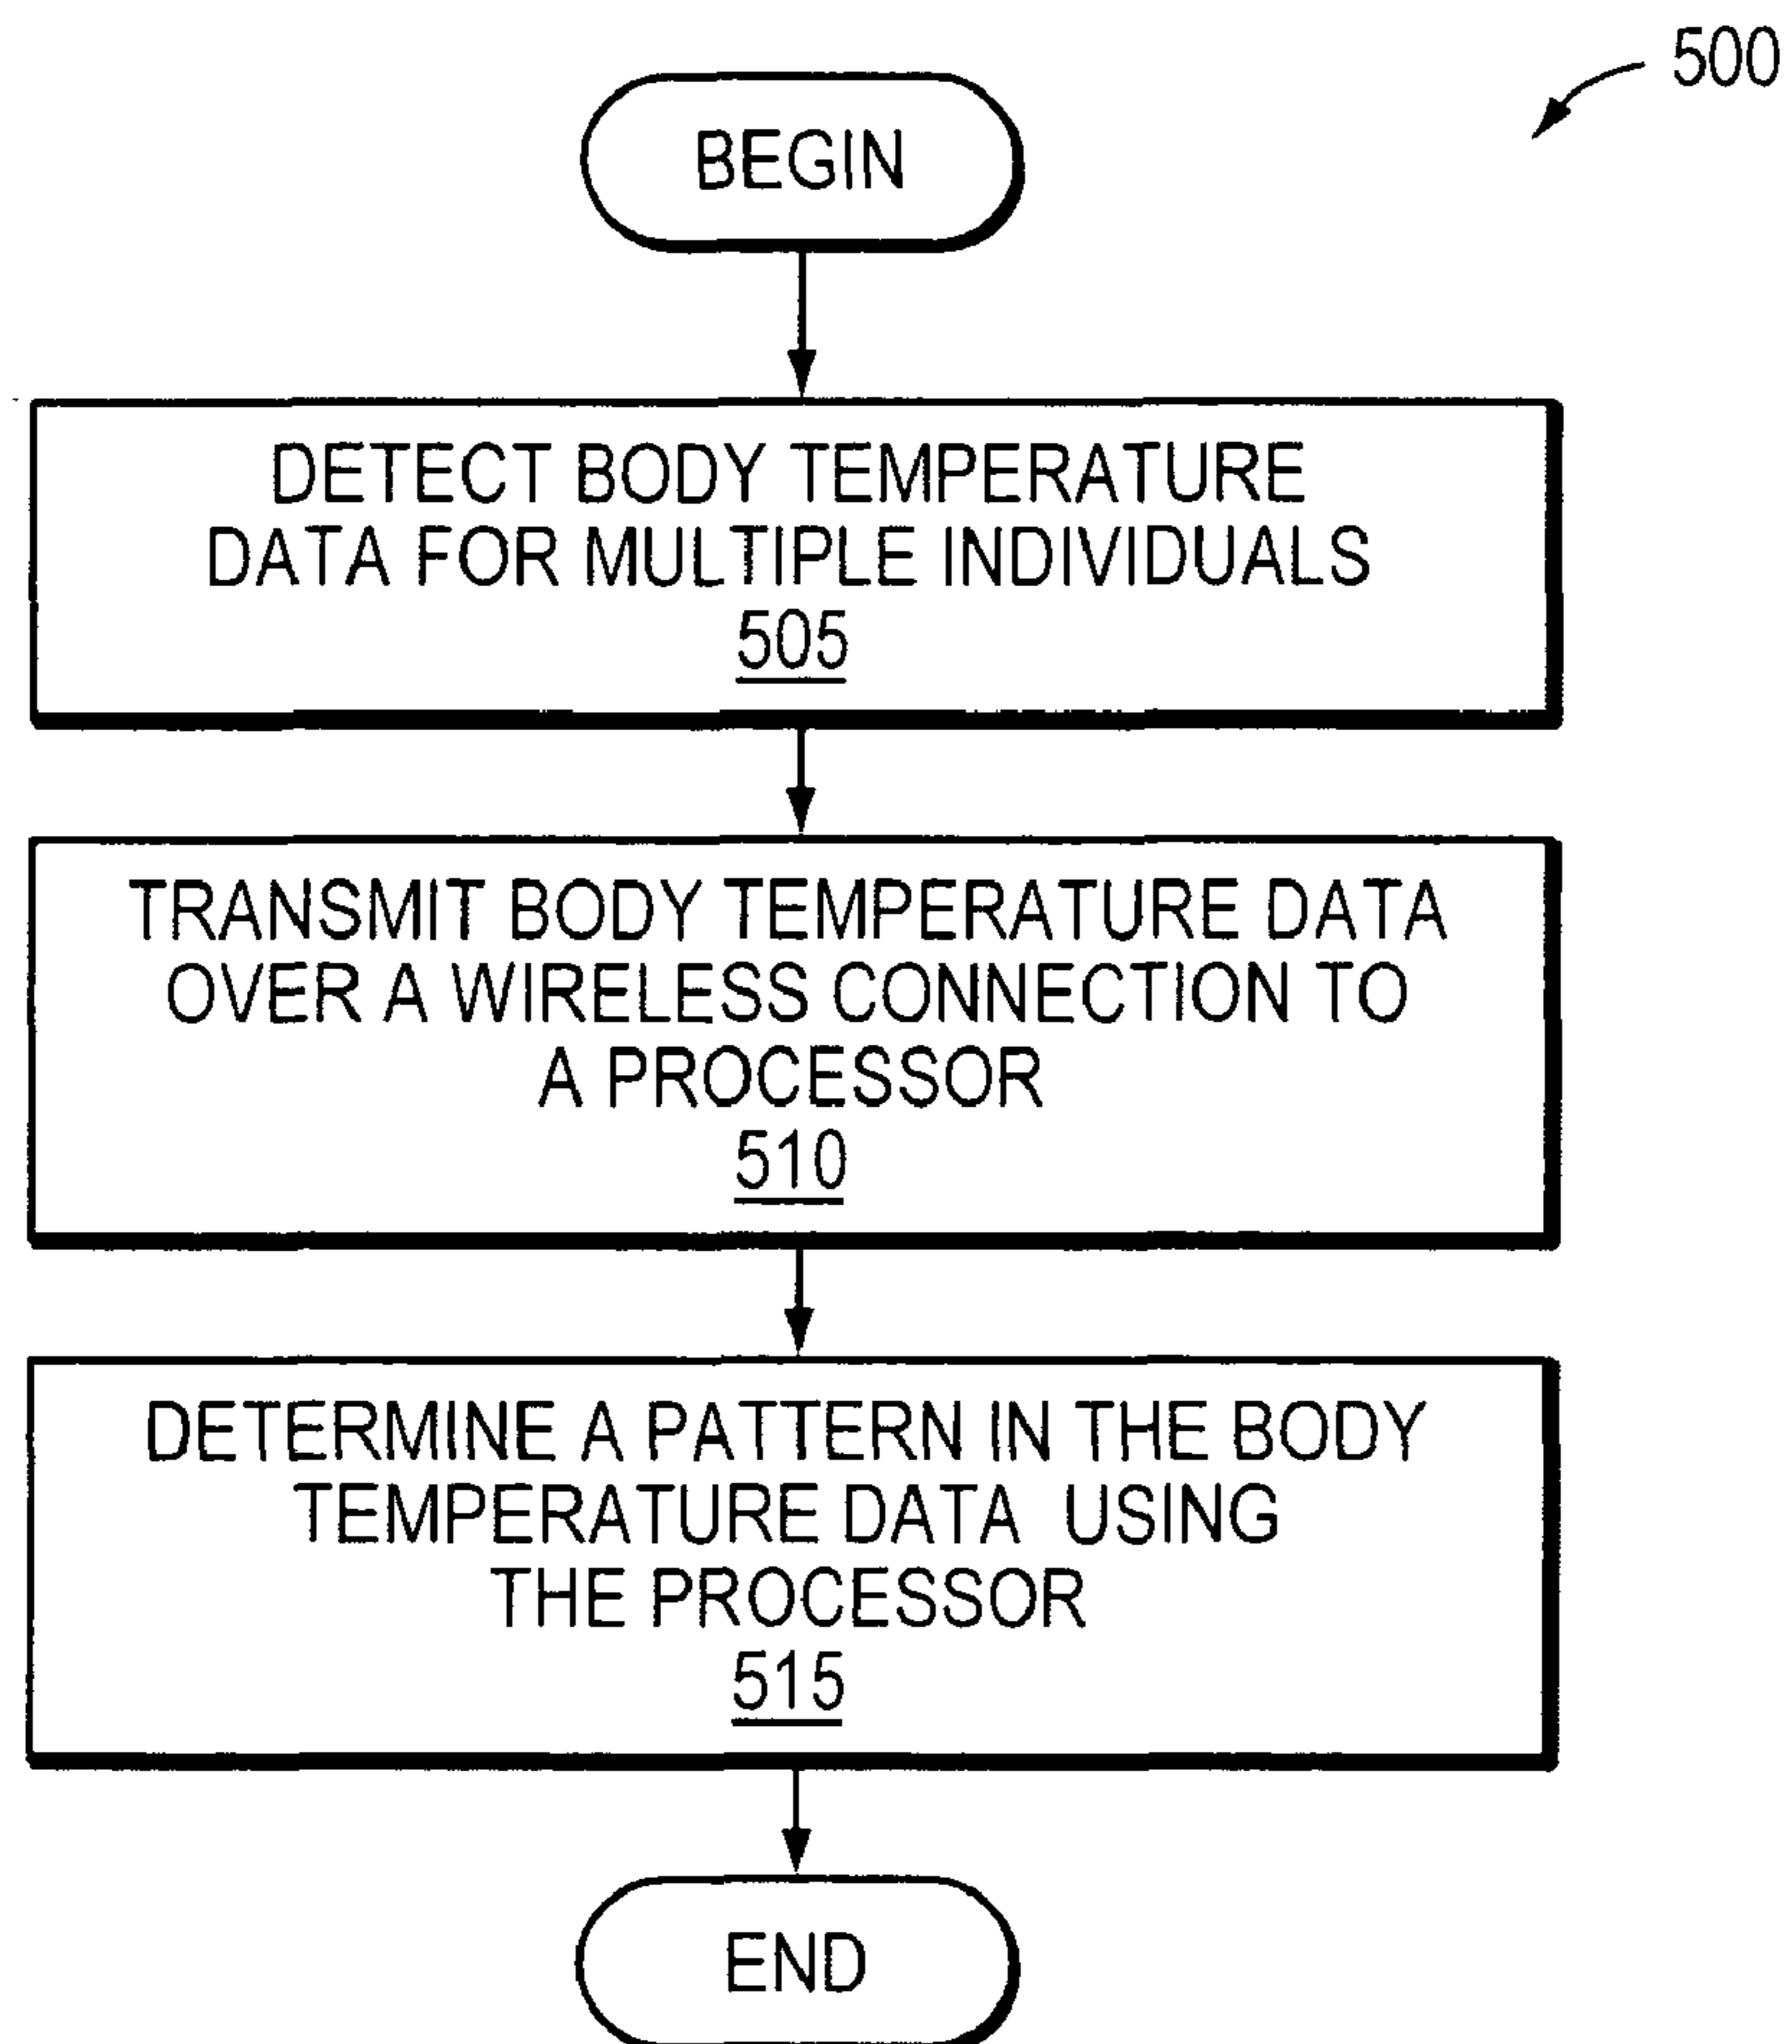 500
BEGIN
DETECT BODY TEMPERATURE
DATA FOR MULTIPLE INDIVIDUALS
505
TRANSMIT BODY TEMPERATURE DATA
OVER A WIRELESS CONNECTION TO
A PROCESSOR
510
DETERMINE A PATTERN IN THE BODY
TEMPERATURE DATA USING
THE PROCESSOR
515
END